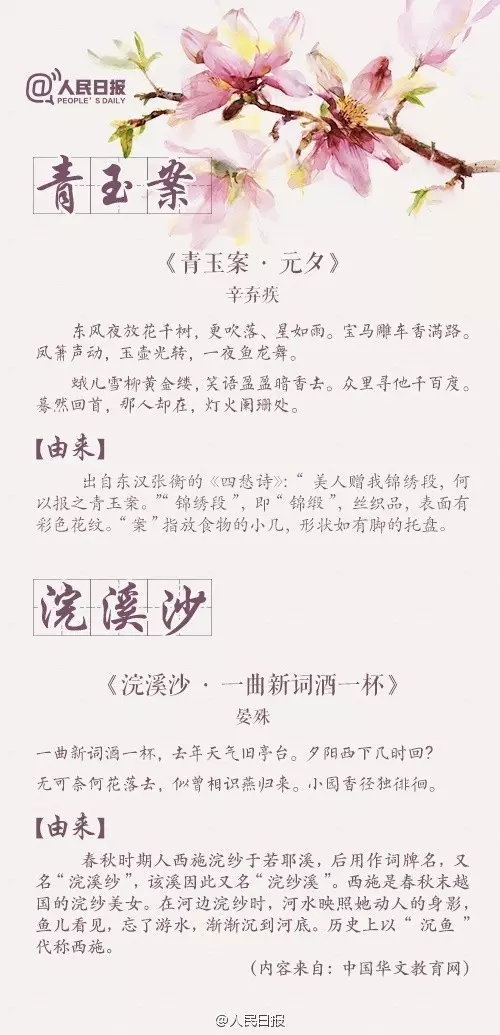 @人民日报
PEOPLE'S DAILY
青玉案
《青玉案·元夕》
辛弃疾
东风夜放花千树，更吹落、星如雨。宝马雕车香满路。
凤箫声动，玉壶光转，一夜鱼龙舞。
蛾儿雪柳黄金缕，笑语盈盈暗香去。众里寻他千百度。
蓦然回首，那人却在，灯火阑珊处。
【由来】
出自东汉张衡的《四愁诗》：“美人赠我锦绣段，何
以报之青玉案。”“锦绣段”，即“锦缎”，丝织品，表面有
彩色花纹。“案”指放食物的小几，形状如有脚的托盘。
浣溪沙
《浣溪沙·一曲新词酒一杯》
晏殊
一曲新词酒一杯，去年天气旧亭台。夕阳西下几时回？
无可奈何花落去，似曾相识燕归来。小园香径独徘徊。
【由来】
春秋时期人西施浣纱于若耶溪，后用作词牌名，又
名“浣溪纱”，该溪因此又名“浣纱溪”。西施是春秋末越
国的浣纱美女。在河边浣纱时，河水映照她动人的身影，
鱼儿看见，忘了游水，渐渐沉到河底。历史上以“沉鱼”
代称西施。
（内容来自：中国华文教育网）
@人民日报